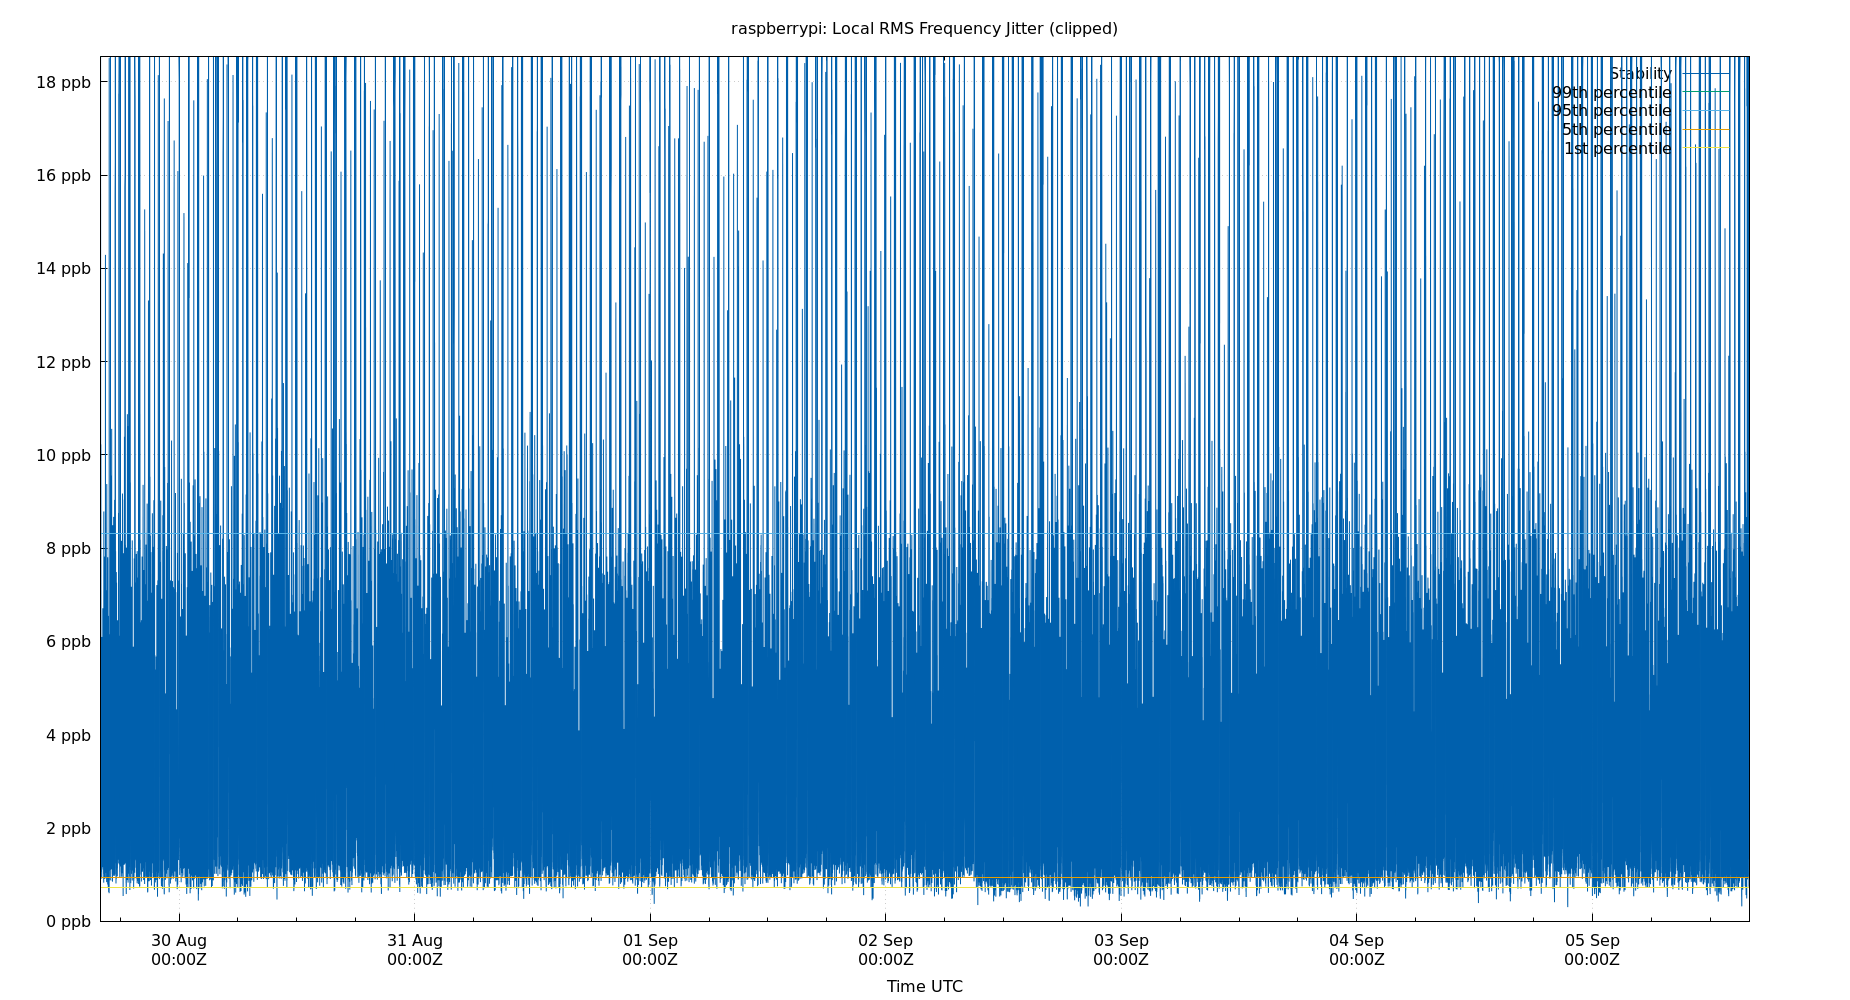 raspberrypi: Local RMS Frequency Jitter (clipped)
18 ppb
16 ppb
14 ppb
12 ppb
10 ppb
8 ppb
6 ppb
4 ppb
2 ppb
0 ppb
Stability
99th percentile
95th percentile
5th percentile
1st percentile
30 Aug 31 Aug 01 Sep 02 Sep 03 Sep 04 Sep 05 Sep
00:00Z 00:00Z 00:00Z 00:00Z 00:00Z 00:00Z 00:00Z
Time UTC